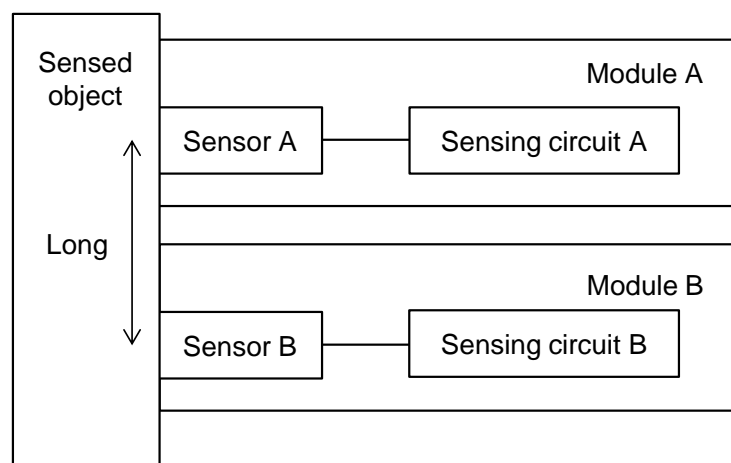 Sensed
object
Module A
Sensor A
Sensing circuit A
Long
Module B
Sensor B
Sensing circuit B